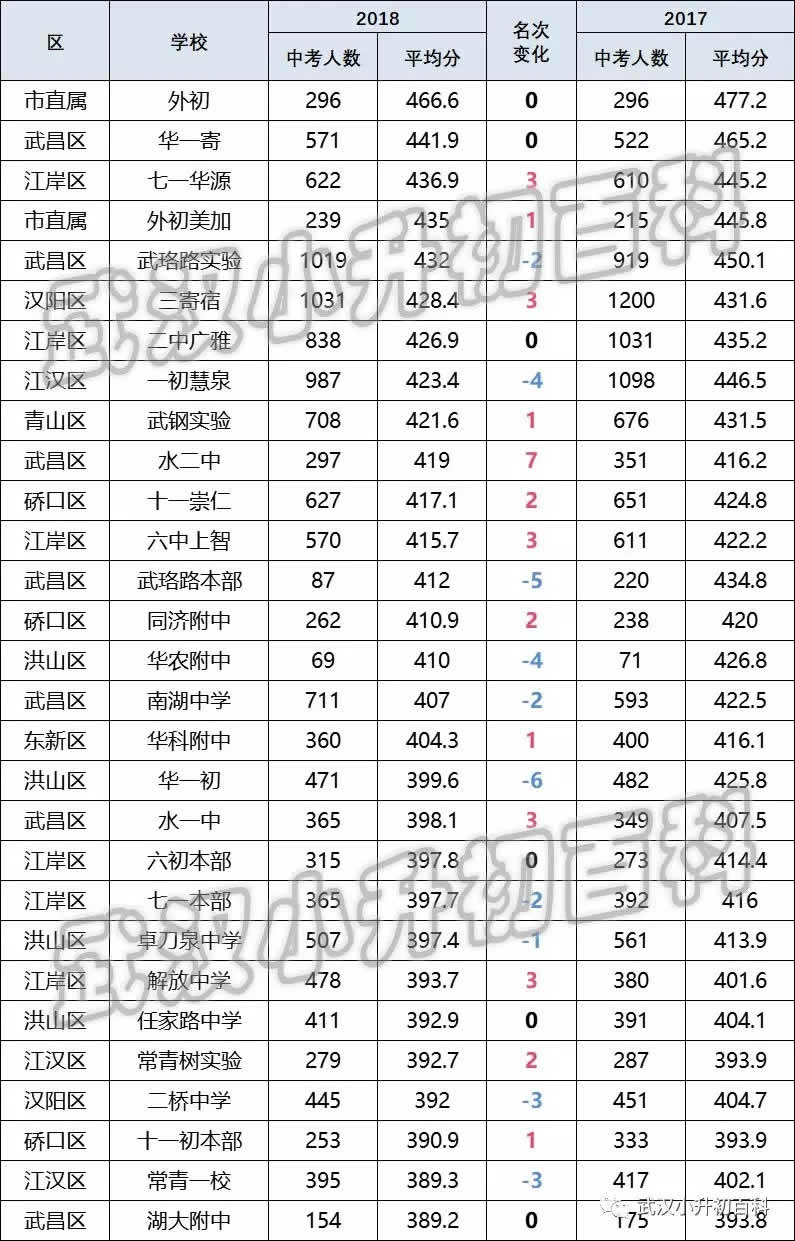 区 学校 2018 名次变化 2017
中考人数 平均分 中考人数 平均分
市直属 外初 296 466.6 0 296 477.2
武昌区 华一寄 571 441.9 0 522 465.2
江岸区 七一华源 622 436.9 3 610 445.2
市直属 外初美加 239 435 1 215 445.8
武昌区 武珞路实验 1019 432 -2 919 450.1
汉阳区 三寄宿 1031 428.4 3 1200 431.6
江岸区 二中广雅 838 426.9 0 1031 435.2
江汉区 一初慧泉 987 423.4 -4 1098 446.5
青山区 武钢实验 708 421.6 1 676 431.5
武昌区 水二中 297 419 7 351 416.2
硚口区 十一崇仁 627 417.1 2 651 424.8
江岸区 六中上智 570 415.7 3 611 422.2
武昌区 武珞路本部 87 412 -5 220 434.8
硚口区 同济附中 262 410.9 2 238 420
洪山区 华农附中 69 410 -4 71 426.8
武昌区 南湖中学 711 407 -2 593 422.5
东新区 华科附中 360 404.3 1 400 416.1
洪山区 华一初 471 399.6 -6 482 425.8
武昌区 水一中 365 398.1 3 349 407.5
江岸区 六初本部 315 397.8 0 273 414.4
江岸区 七一本部 365 397.7 -2 392 416
洪山区 卓刀泉中学 507 397.4 -1 561 413.9
江岸区 解放中学 478 393.7 3 380 401.6
洪山区 任家路中学 411 392.9 0 391 404.1
江汉区 常青树实验 279 392.7 2 287 393.9
汉阳区 二桥中学 445 392 -3 451 404.7
硚口区 十一初本部 253 390.9 1 333 393.9
江汉区 常青一校 395 389.3 -3 417 402.1
武昌区 湖大附中 154 389.2 0 175 393.8
武汉小升初百科
武汉小升初百科
武汉小升初百科